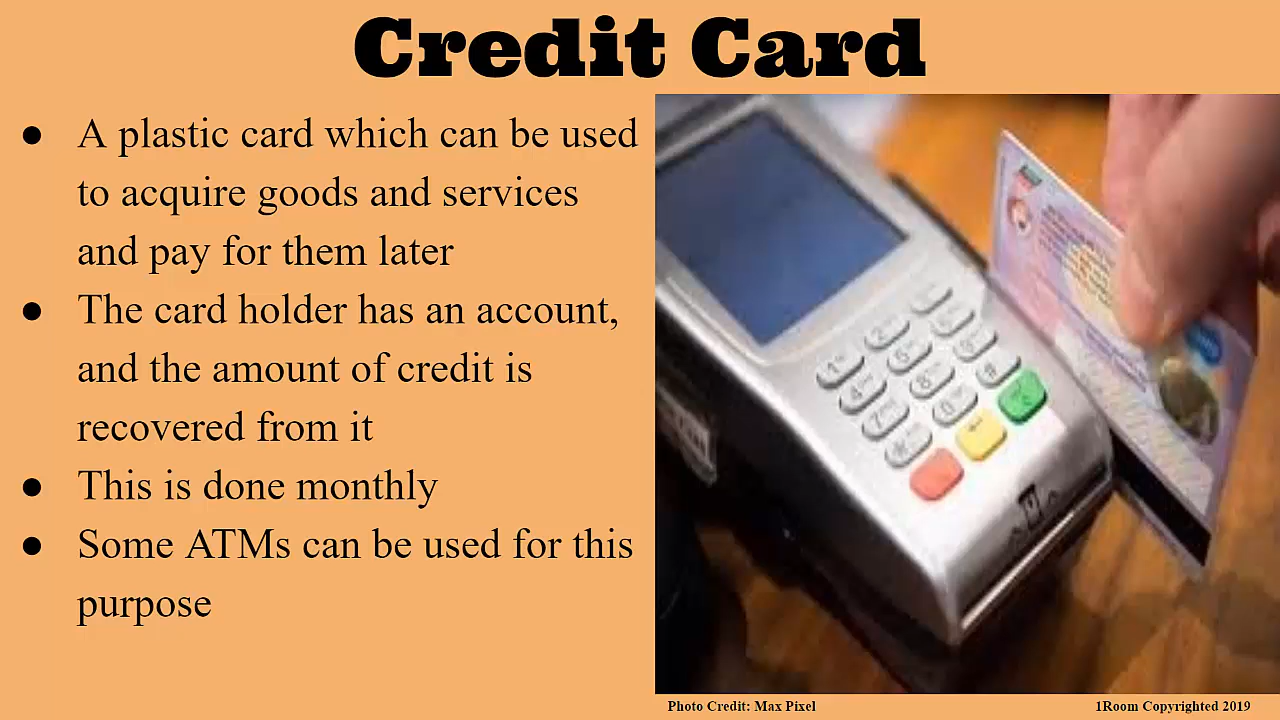 Credit Card
● A plastic card which can be used
to acquire goods and services
and pay for them later
● The card holder has an account,
and the amount of credit is
recovered from it
● This is done monthly
● Some ATMs can be used for this
purpose
Photo Credit: Max Pixel
1Room Copyrighted 2019